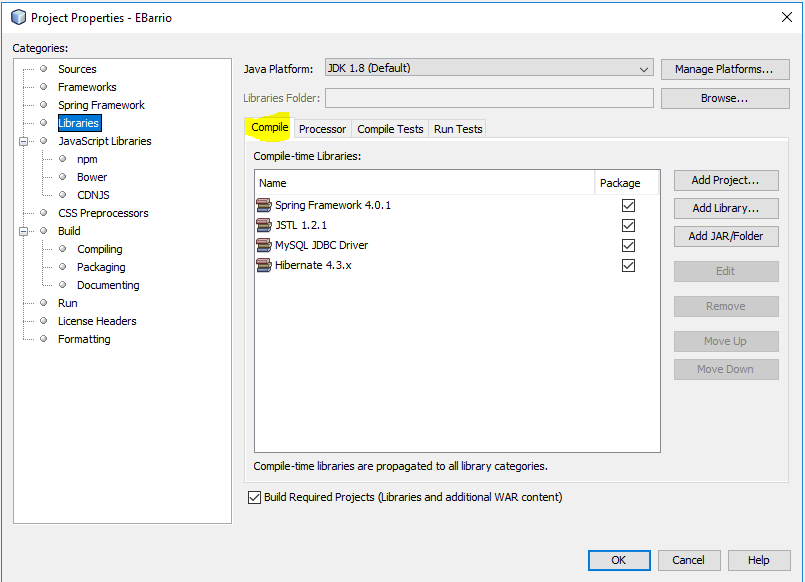 Project Properties - EBarrio
Categories:
Sources
Frameworks
Spring Framework
Libraries
JavaScript Libraries
npm
Bower
CDNJS
CSS Preprocessors
Build
Compiling
Packaging
Documenting
Run
License Headers
Formatting
Java Platform: JDK 1.8 (Default) Manage Platforms...
Libraries Folder: Browse...
Compile Processor Compile Tests Run Tests
Compile-time Libraries:
Name Package
Spring Framework 4.0.1
JSTL 1.2.1
MySQL JDBC Driver
Hibernate 4.3.x
Add Project...
Add Library...
Add JAR/Folder
Edit
Remove
Move Up
Move Down
Compile-time libraries are propagated to all library categories.
Build Required Projects (Libraries and additional WAR content)
OK Cancel Help